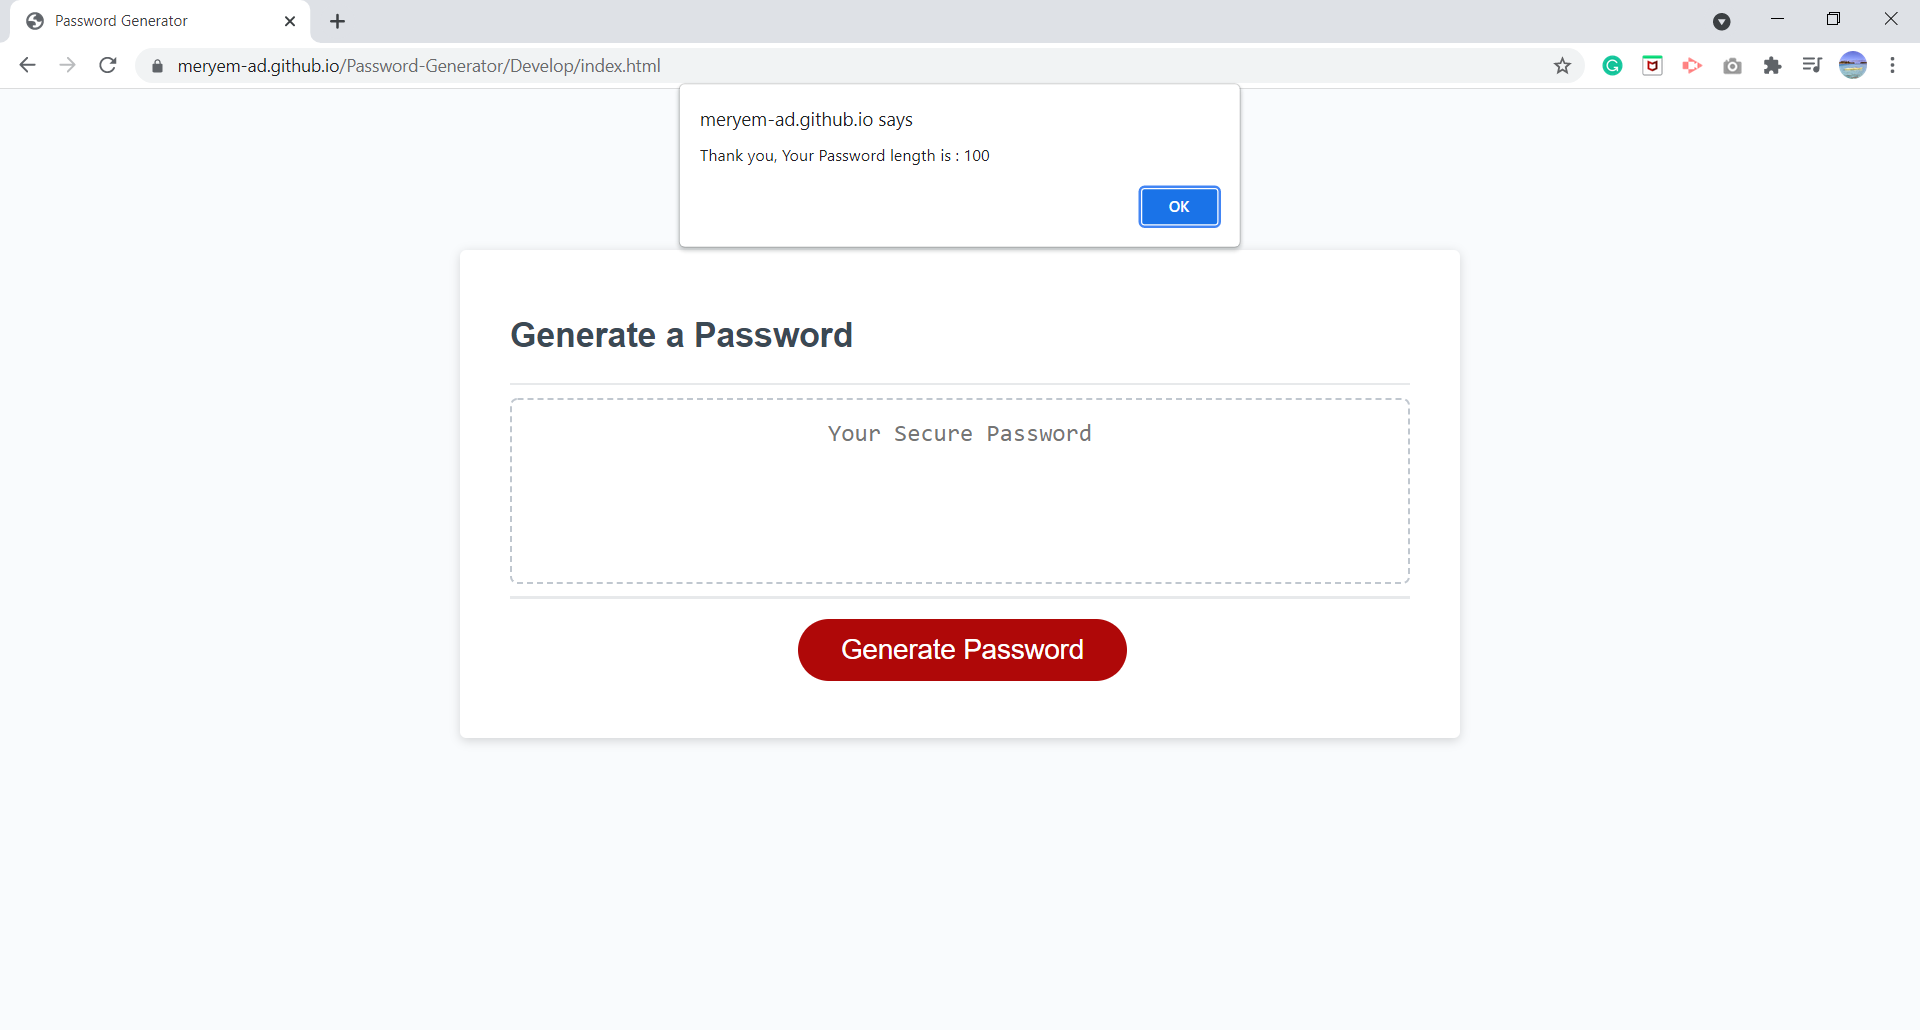 Password Generator
meryem-ad.github.io/Password-Generator/Develop/index.html
meryem-ad.github.io says
Thank you, Your Password length is : 100
OK
Generate a Password
Your Secure Password
Generate Password